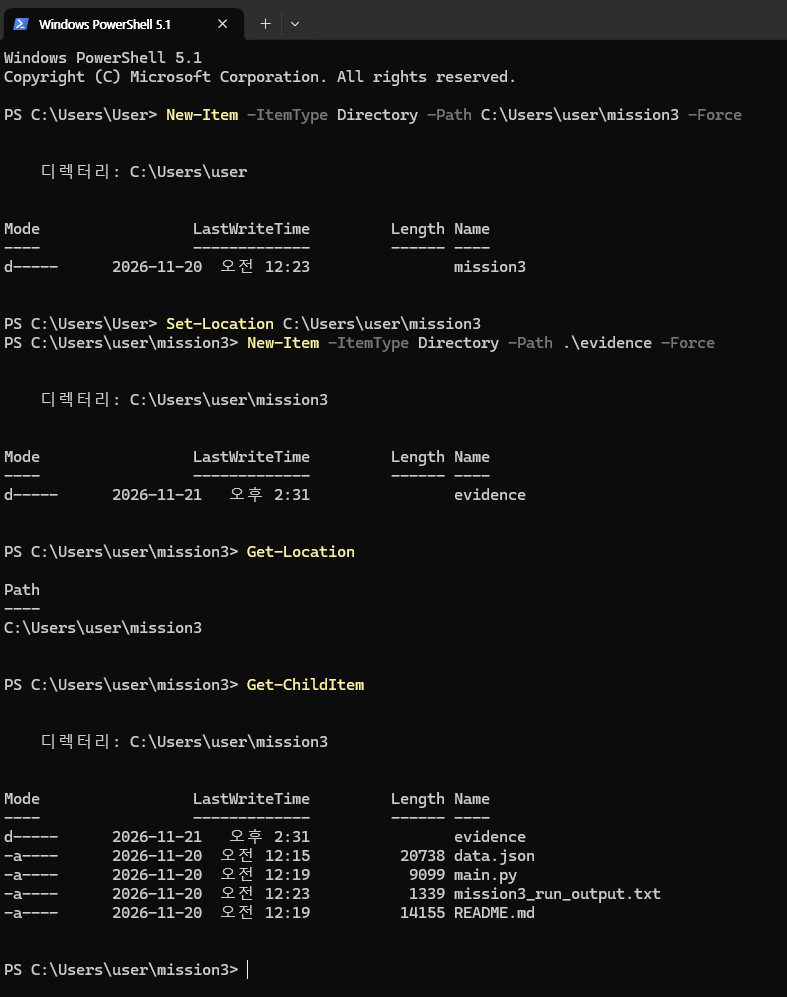 Windows PowerShell 5.1
Windows PowerShell 5.1
Copyright (C) Microsoft Corporation. All rights reserved.
PS C:\Users\User> New-Item -ItemType Directory -Path C:\Users\user\mission3 -Force
디렉터리: C:\Users\user
Mode                 LastWriteTime         Length Name
----                 -------------         ------ ----
d-----      2026-11-20  오전 12:23                mission3
PS C:\Users\User> Set-Location C:\Users\user\mission3
PS C:\Users\user\mission3> New-Item -ItemType Directory -Path .\evidence -Force
디렉터리: C:\Users\user\mission3
Mode                 LastWriteTime         Length Name
----                 -------------         ------ ----
d-----      2026-11-21   오후 2:31                evidence
PS C:\Users\user\mission3> Get-Location
Path
----
C:\Users\user\mission3
PS C:\Users\user\mission3> Get-ChildItem
디렉터리: C:\Users\user\mission3
Mode                 LastWriteTime         Length Name
----                 -------------         ------ ----
d-----      2026-11-21   오후 2:31                evidence
-a----      2026-11-20  오전 12:15          20738 data.json
-a----      2026-11-20  오전 12:19           9099 main.py
-a----      2026-11-20  오전 12:23           1339 mission3_run_output.txt
-a----      2026-11-20  오전 12:19          14155 README.md
PS C:\Users\user\mission3>